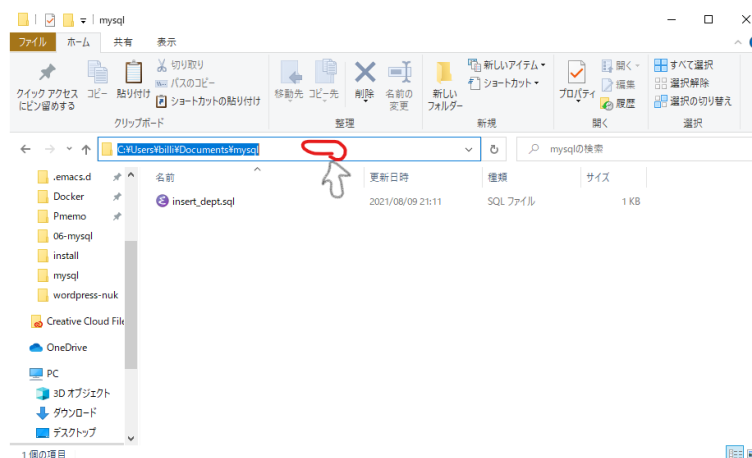 mysql
ファイル ホーム 共有 表示
クイック アクセスにピン留めする
コピー
貼り付け
切り取り
パスのコピー
ショートカットの貼り付け
クリップボード
移動先
コピー先
削除
名前の変更
整理
新しいフォルダー
新しいアイテム
ショートカット
新規
プロパティ
開く
編集
履歴
開く
すべて選択
選択解除
選択の切り替え
選択
C:¥Users¥billi¥Documents¥mysql
mysqlの検索
名前 更新日時 種類 サイズ
insert_dept.sql 2021/08/09 21:11 SQL ファイル 1 KB
.emacs.d
Docker
Pmemo
06-mysql
install
mysql
wordpress-nuk
Creative Cloud File
OneDrive
PC
3D オブジェクト
ダウンロード
デスクトップ
1 個の項目